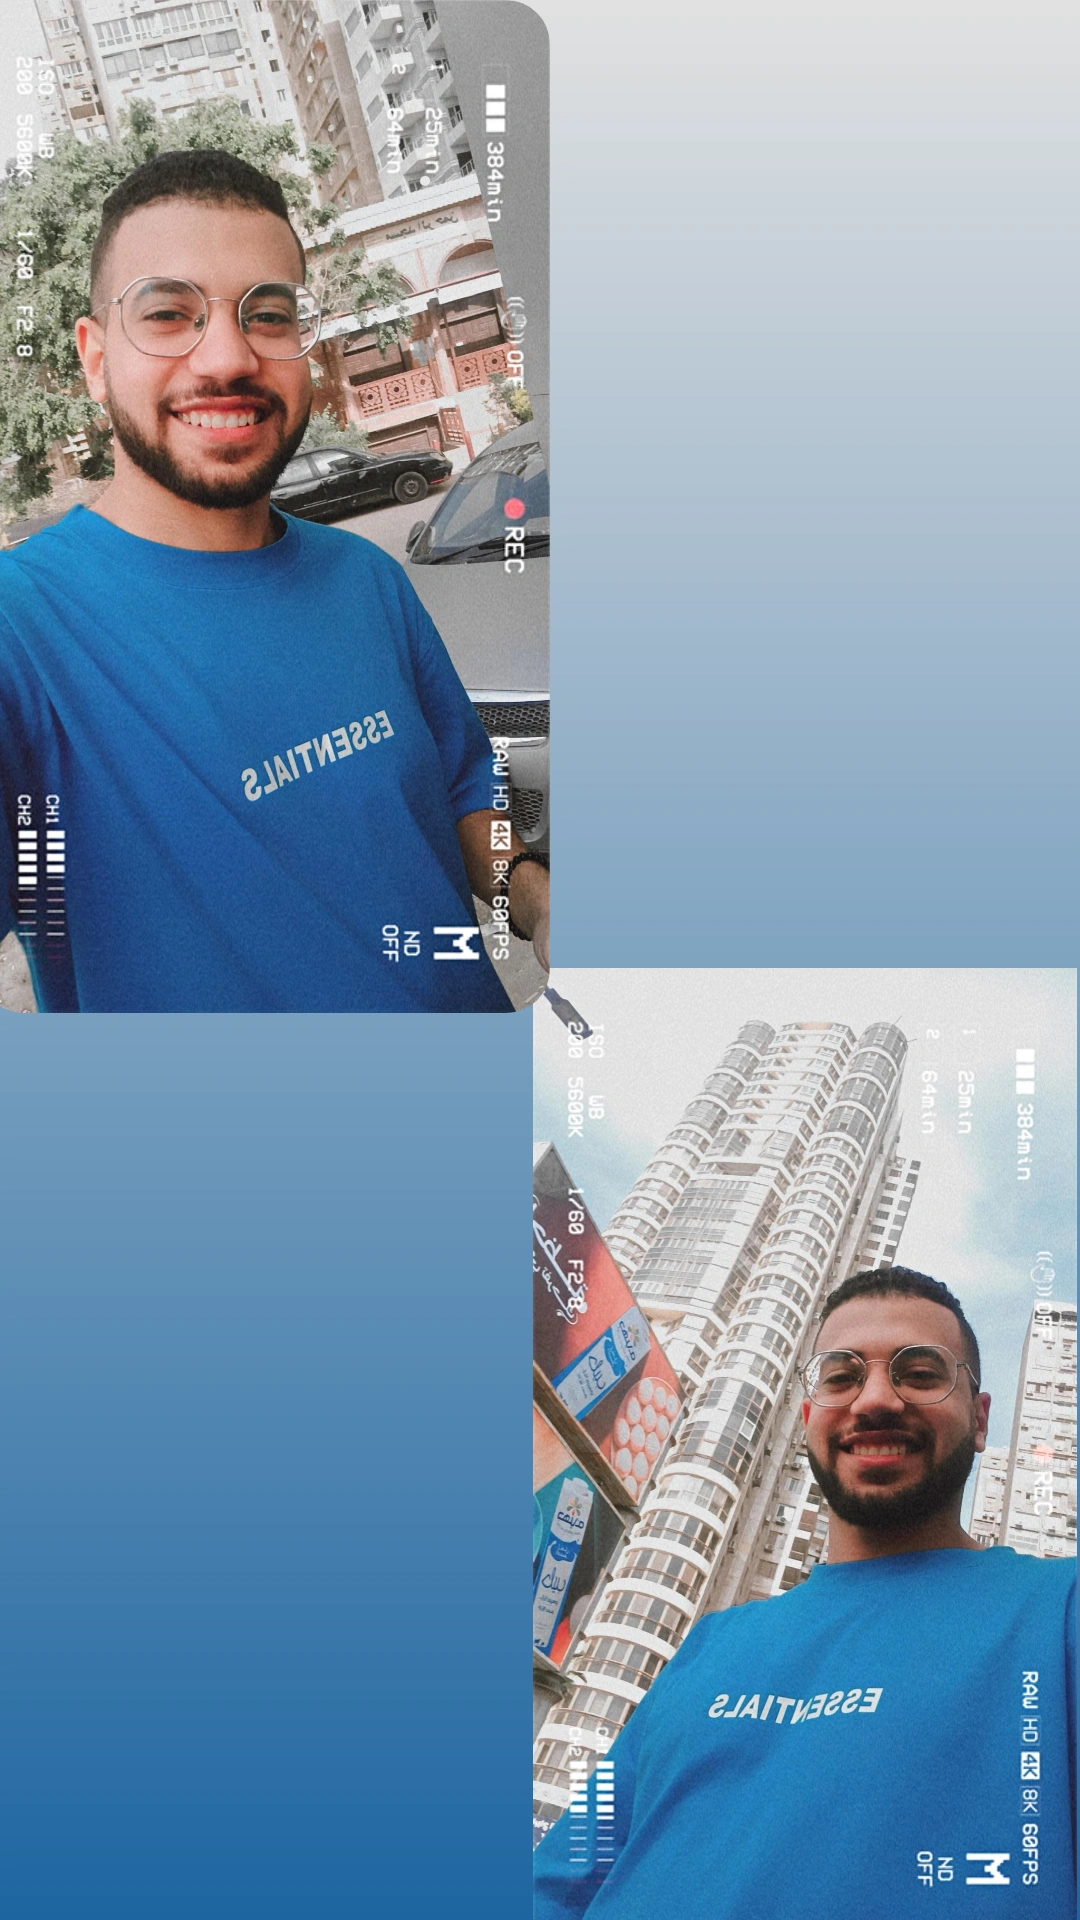 ISO WB
200 5600K 1/60 F2.8
1 25min
2 64min
384min
OFF
REC
مسجد الرحمن
ESSENTIALS
RAW HD 4K 8K 60FPS
CH1
CH2
ND
OFF
M
ISO WB
200 5600K 1/60 F2.8
1 25min
2 64min
384min
OFF
REC
ESSENTIALS
RAW HD 4K 8K 60FPS
CH1
CH2
ND
OFF
M